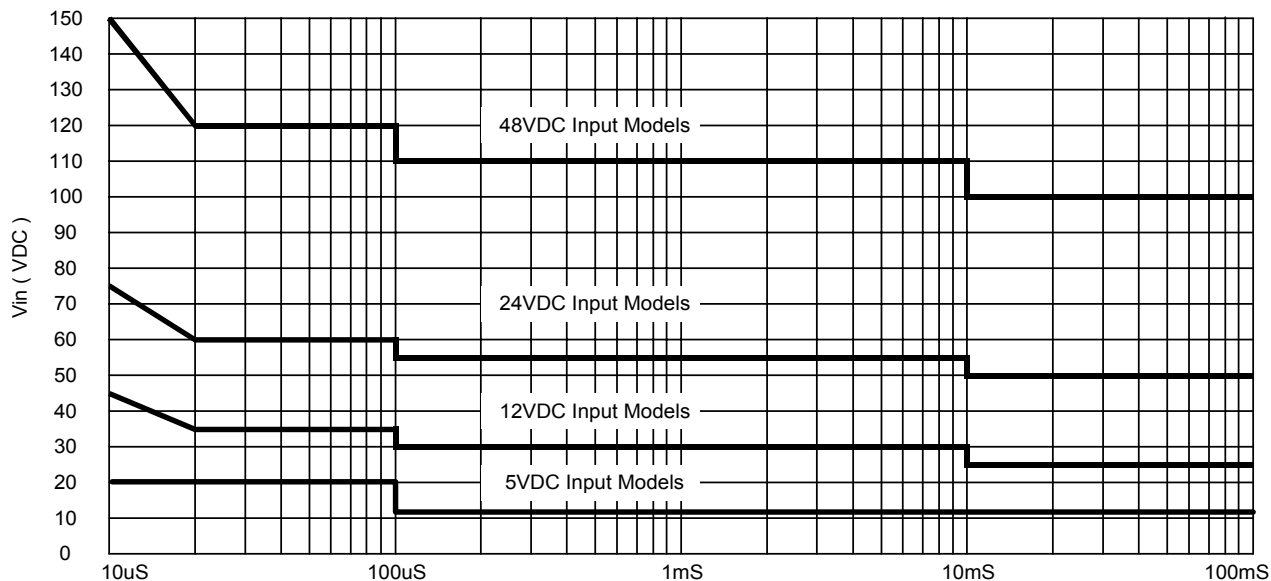 150
140
130
120
110
100
90
80
70
60
50
40
30
20
10
0
Vin ( VDC )
48VDC Input Models
24VDC Input Models
12VDC Input Models
5VDC Input Models
10uS 100uS 1mS 10mS 100mS